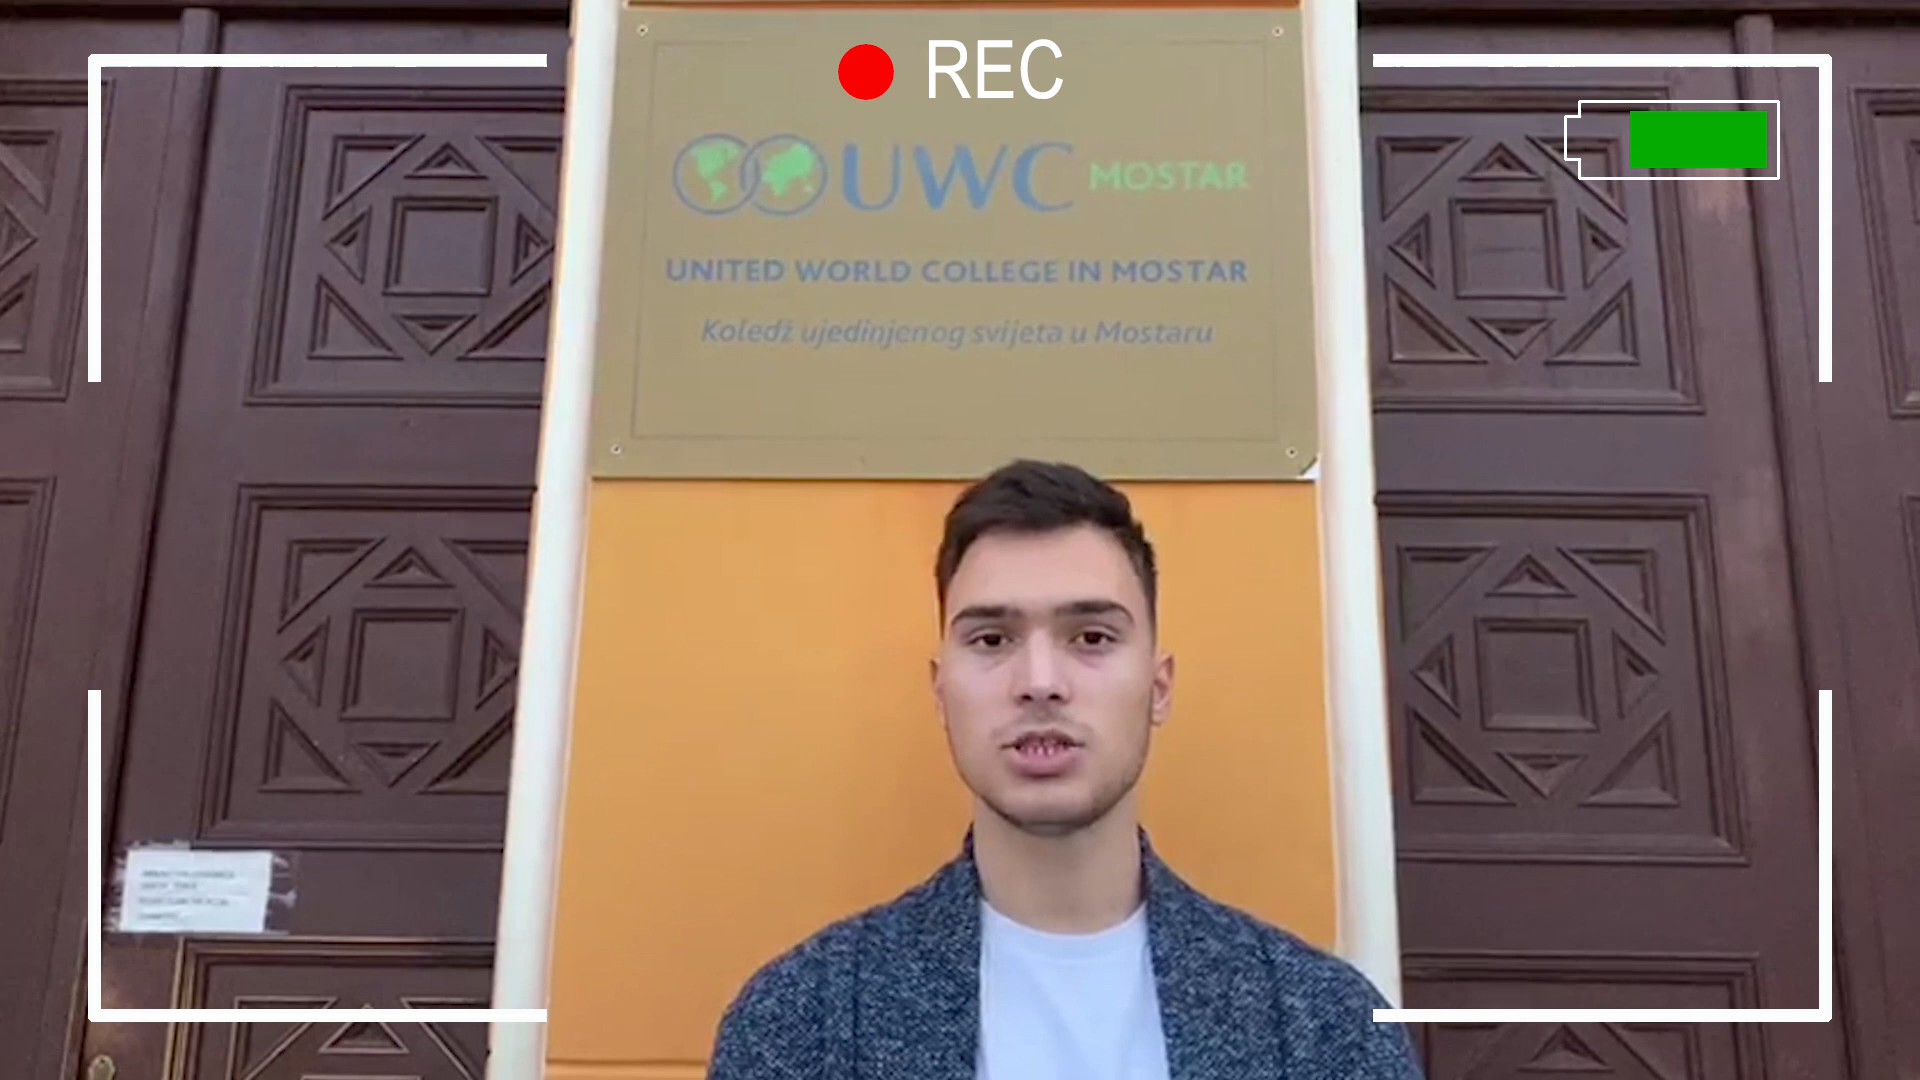 REC
UWC MOSTAR
UNITED WORLD COLLEGE IN MOSTAR
Koledž ujedinjenog svijeta u Mostaru